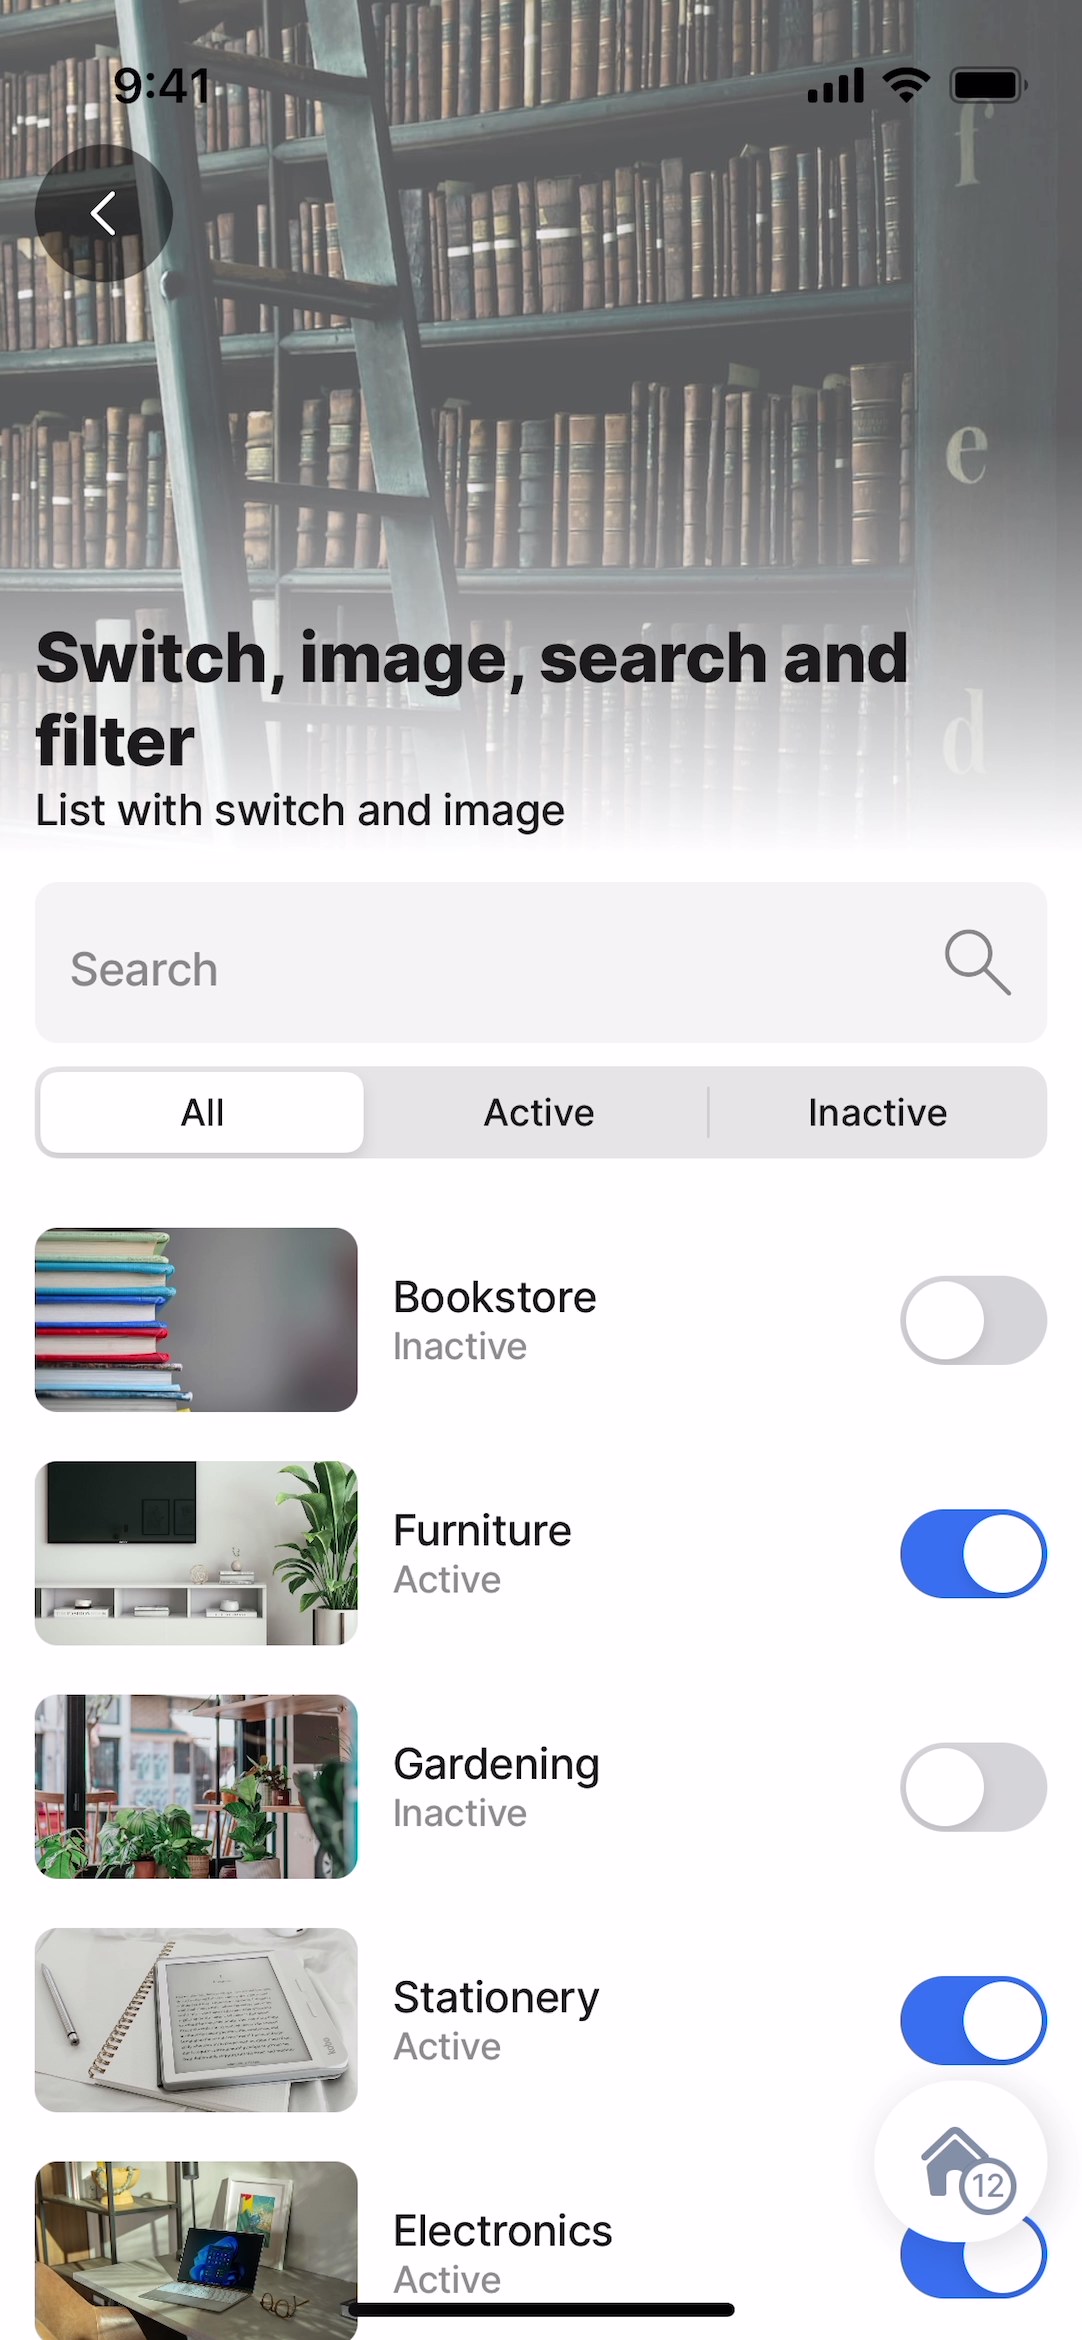 9:41
f
e
Switch, image, search and
filter
d
List with switch and image
Search
All Active Inactive
Bookstore
Inactive
Furniture
Active
Gardening
Inactive
Stationery
Active
kobo
12
Electronics
Active